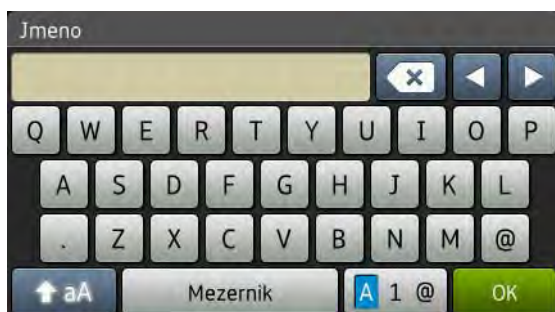 Jmeno
Q W E R T Y U I O P
A S D F G H J K L
. Z X C V B N M @
aA Mezernik A 1 @ OK